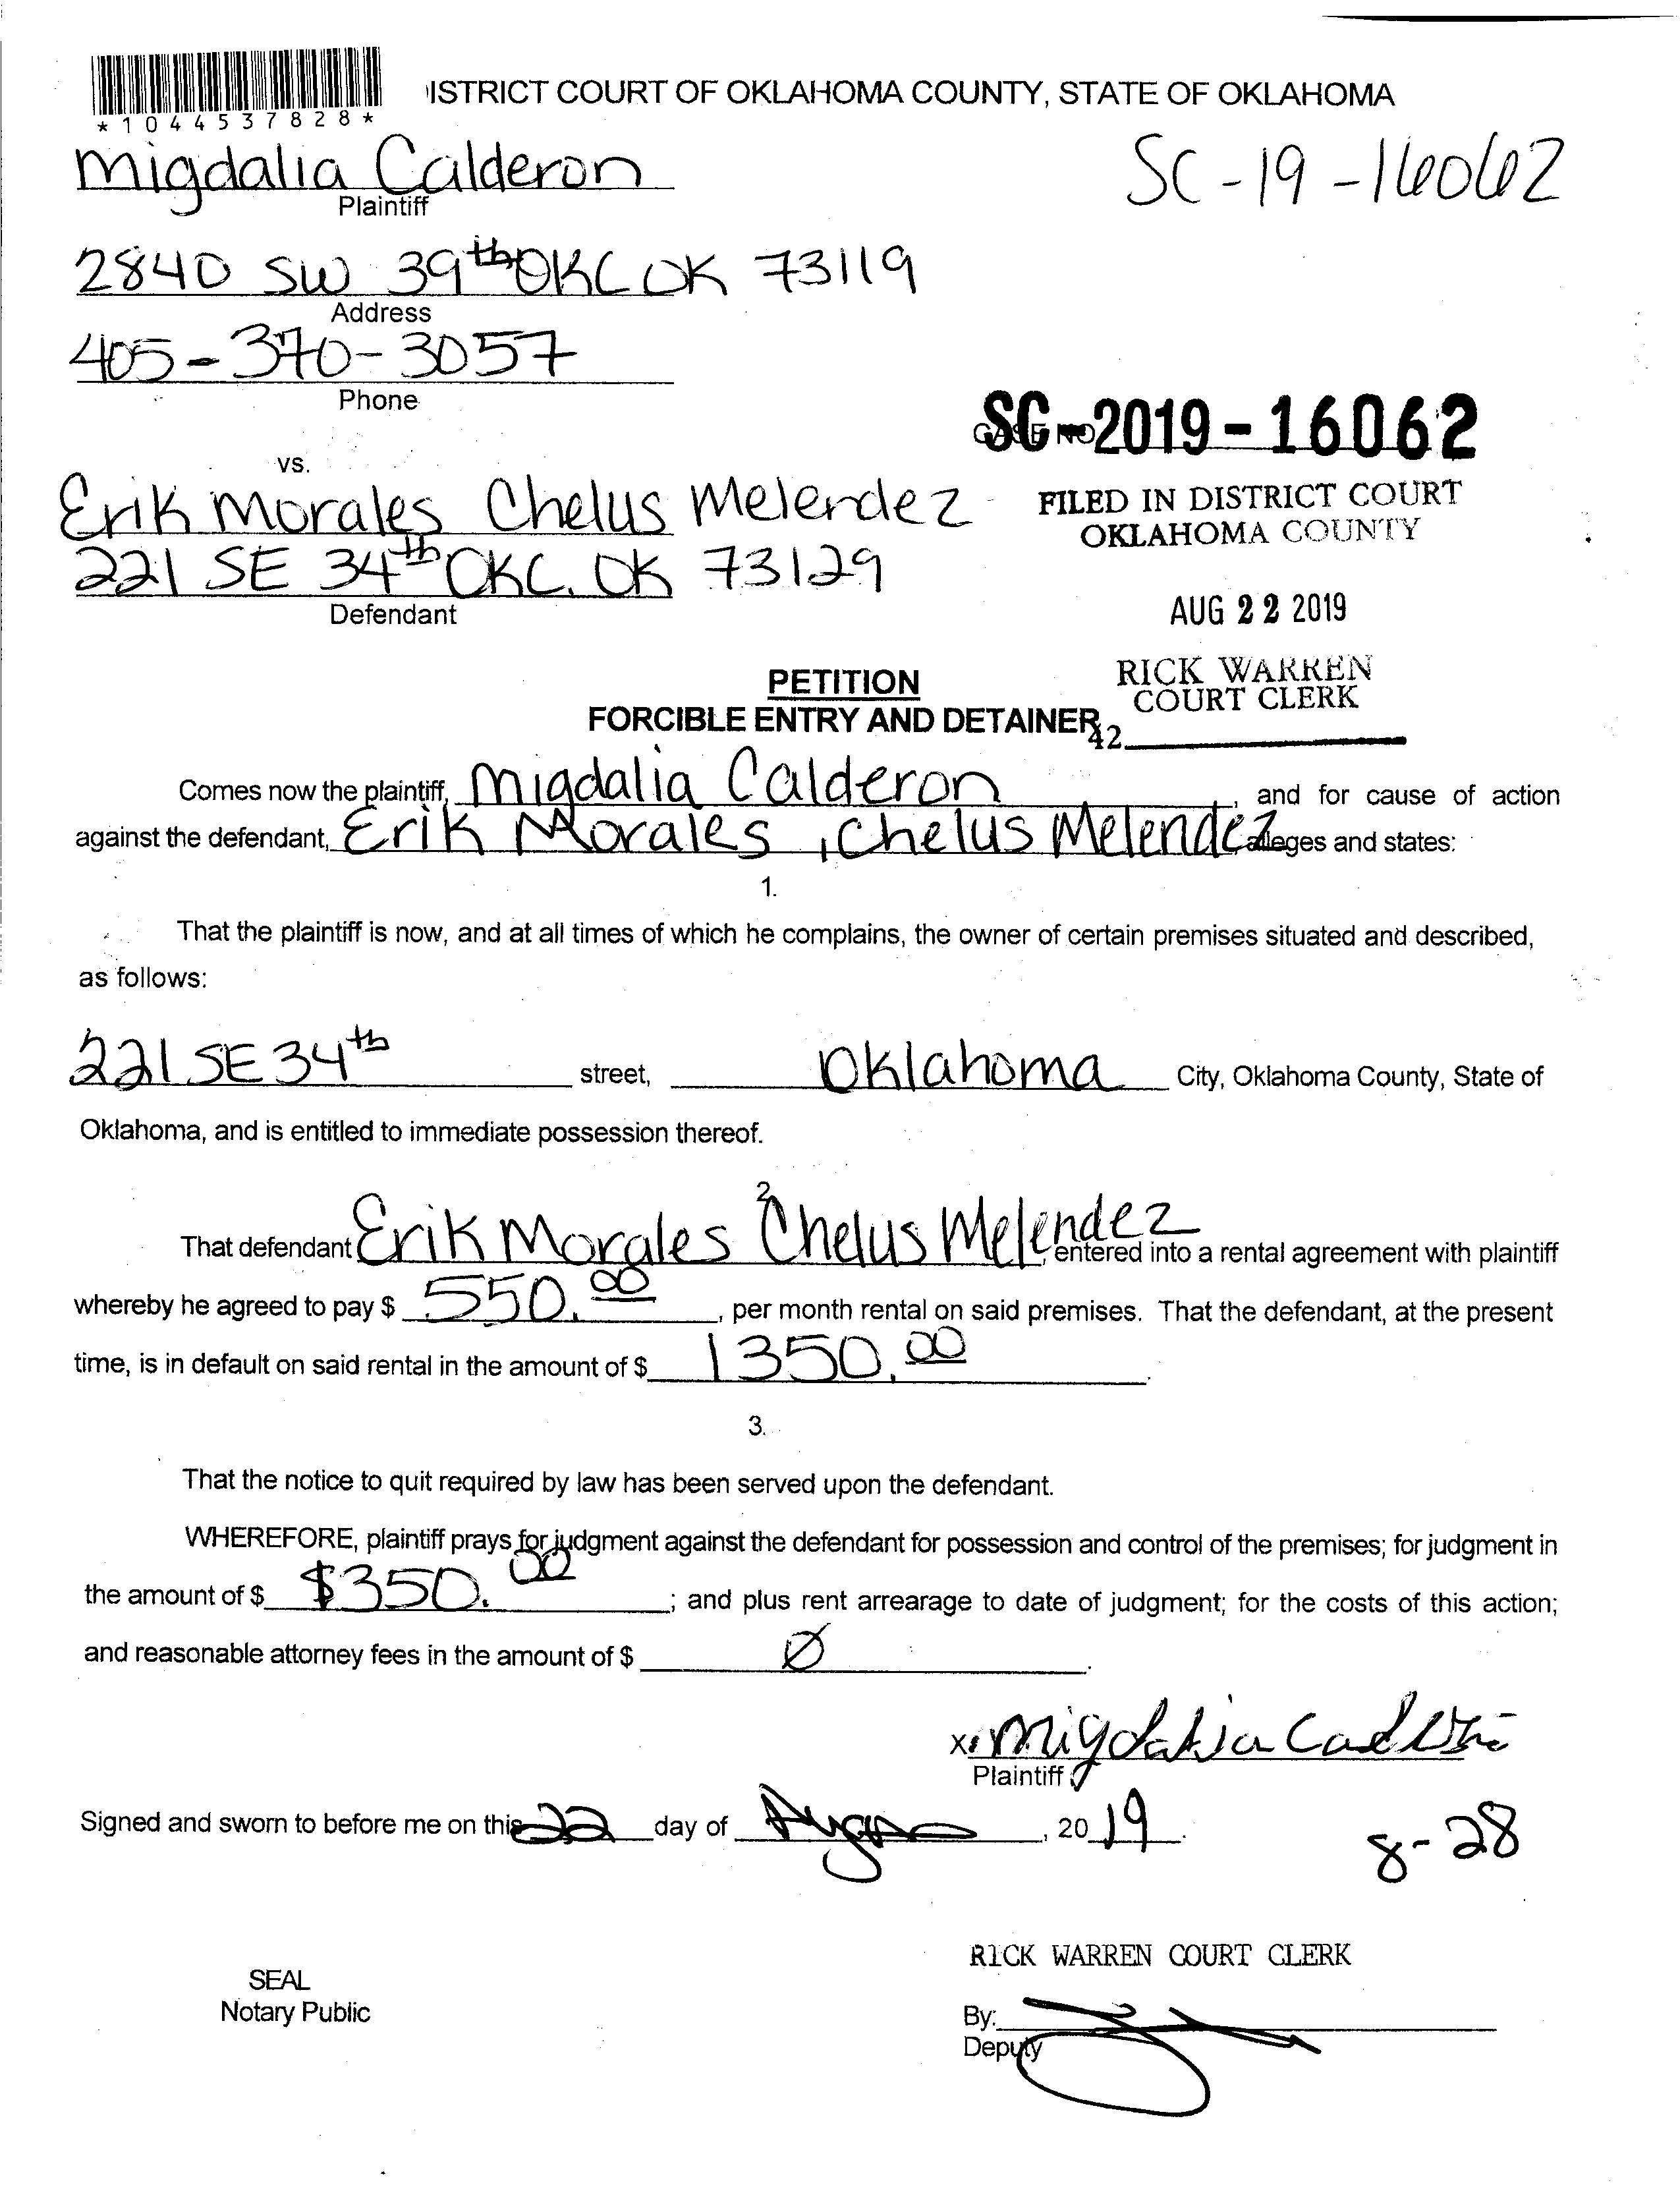 ISTRICT COURT OF OKLAHOMA COUNTY, STATE OF OKLAHOMA
*1044537828*
Migdalia Calderon
Plaintiff
SC-19-16062
2840 SW 39th OKC OK 73119
Address
405-370-3057
Phone
SC-2019-16062
CASE NO
vs.
Erik Morales Chelus Melendez
FILED IN DISTRICT COURT
OKLAHOMA COUNTY
221 SE 34th OKC. OK 73129
Defendant
AUG 22 2019
RICK WARREN
COURT CLERK
PETITION
FORCIBLE ENTRY AND DETAINER
42
Comes now the plaintiff, Migdalia Calderon, and for cause of action
against the defendant, Erik Morales, Chelus Melendez alleges and states:
1.
That the plaintiff is now, and at all times of which he complains, the owner of certain premises situated and described,
as follows:
221 SE 34th street, Oklahoma City, Oklahoma County, State of
Oklahoma, and is entitled to immediate possession thereof.
2
That defendant Erik Morales Chelus Melendez, entered into a rental agreement with plaintiff
whereby he agreed to pay $ 550.00, per month rental on said premises. That the defendant, at the present
time, is in default on said rental in the amount of $ 1350.00.
3.
That the notice to quit required by law has been served upon the defendant.
WHEREFORE, plaintiff prays for judgment against the defendant for possession and control of the premises; for judgment in
the amount of $ $350.00; and plus rent arrearage to date of judgment; for the costs of this action;
and reasonable attorney fees in the amount of $ Ø.
X Migdalia Calderon
Plaintiff
Signed and sworn to before me on this 22 day of August, 2019.
8-28
RICK WARREN COURT CLERK
SEAL
Notary Public
By:
Deputy